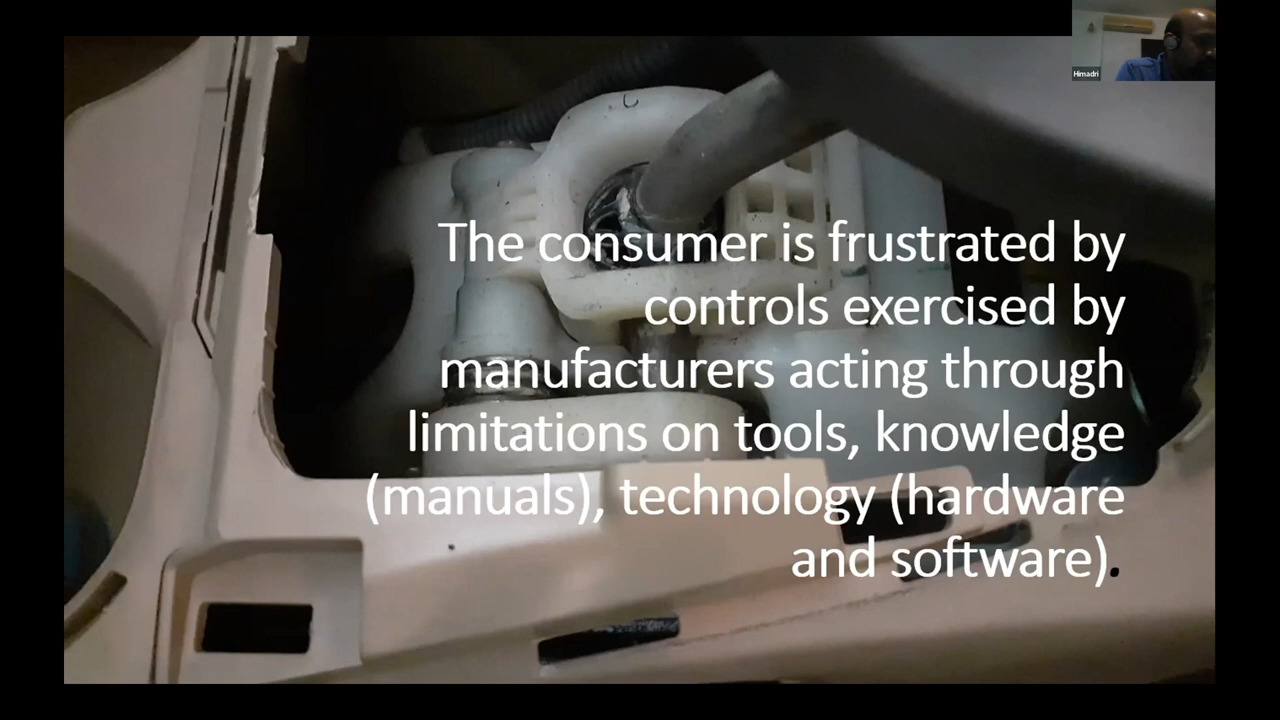 Himadri
The consumer is frustrated by
controls exercised by
manufacturers acting through
limitations on tools, knowledge
(manuals), technology (hardware
and software).